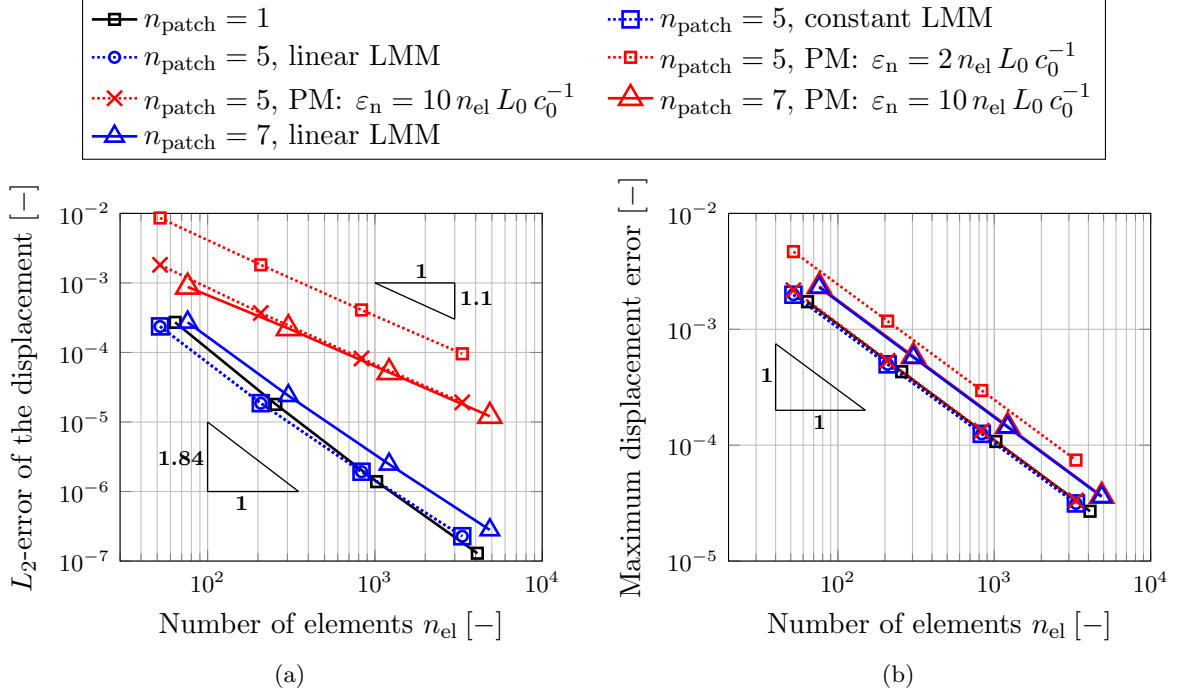 n_patch = 1
n_patch = 5, constant LMM
n_patch = 5, linear LMM
n_patch = 5, PM: ε_n = 2 n_el L_0 c_0^{-1}
n_patch = 5, PM: ε_n = 10 n_el L_0 c_0^{-1}
n_patch = 7, PM: ε_n = 10 n_el L_0 c_0^{-1}
n_patch = 7, linear LMM
L_2-error of the displacement [−]
10^{-2}
10^{-3}
10^{-4}
10^{-5}
10^{-6}
10^{-7}
1
1.1
1.84
1
10^2
10^3
10^4
Number of elements n_el [−]
(a)
Maximum displacement error [−]
10^{-2}
10^{-3}
10^{-4}
10^{-5}
1
1
10^2
10^3
10^4
Number of elements n_el [−]
(b)